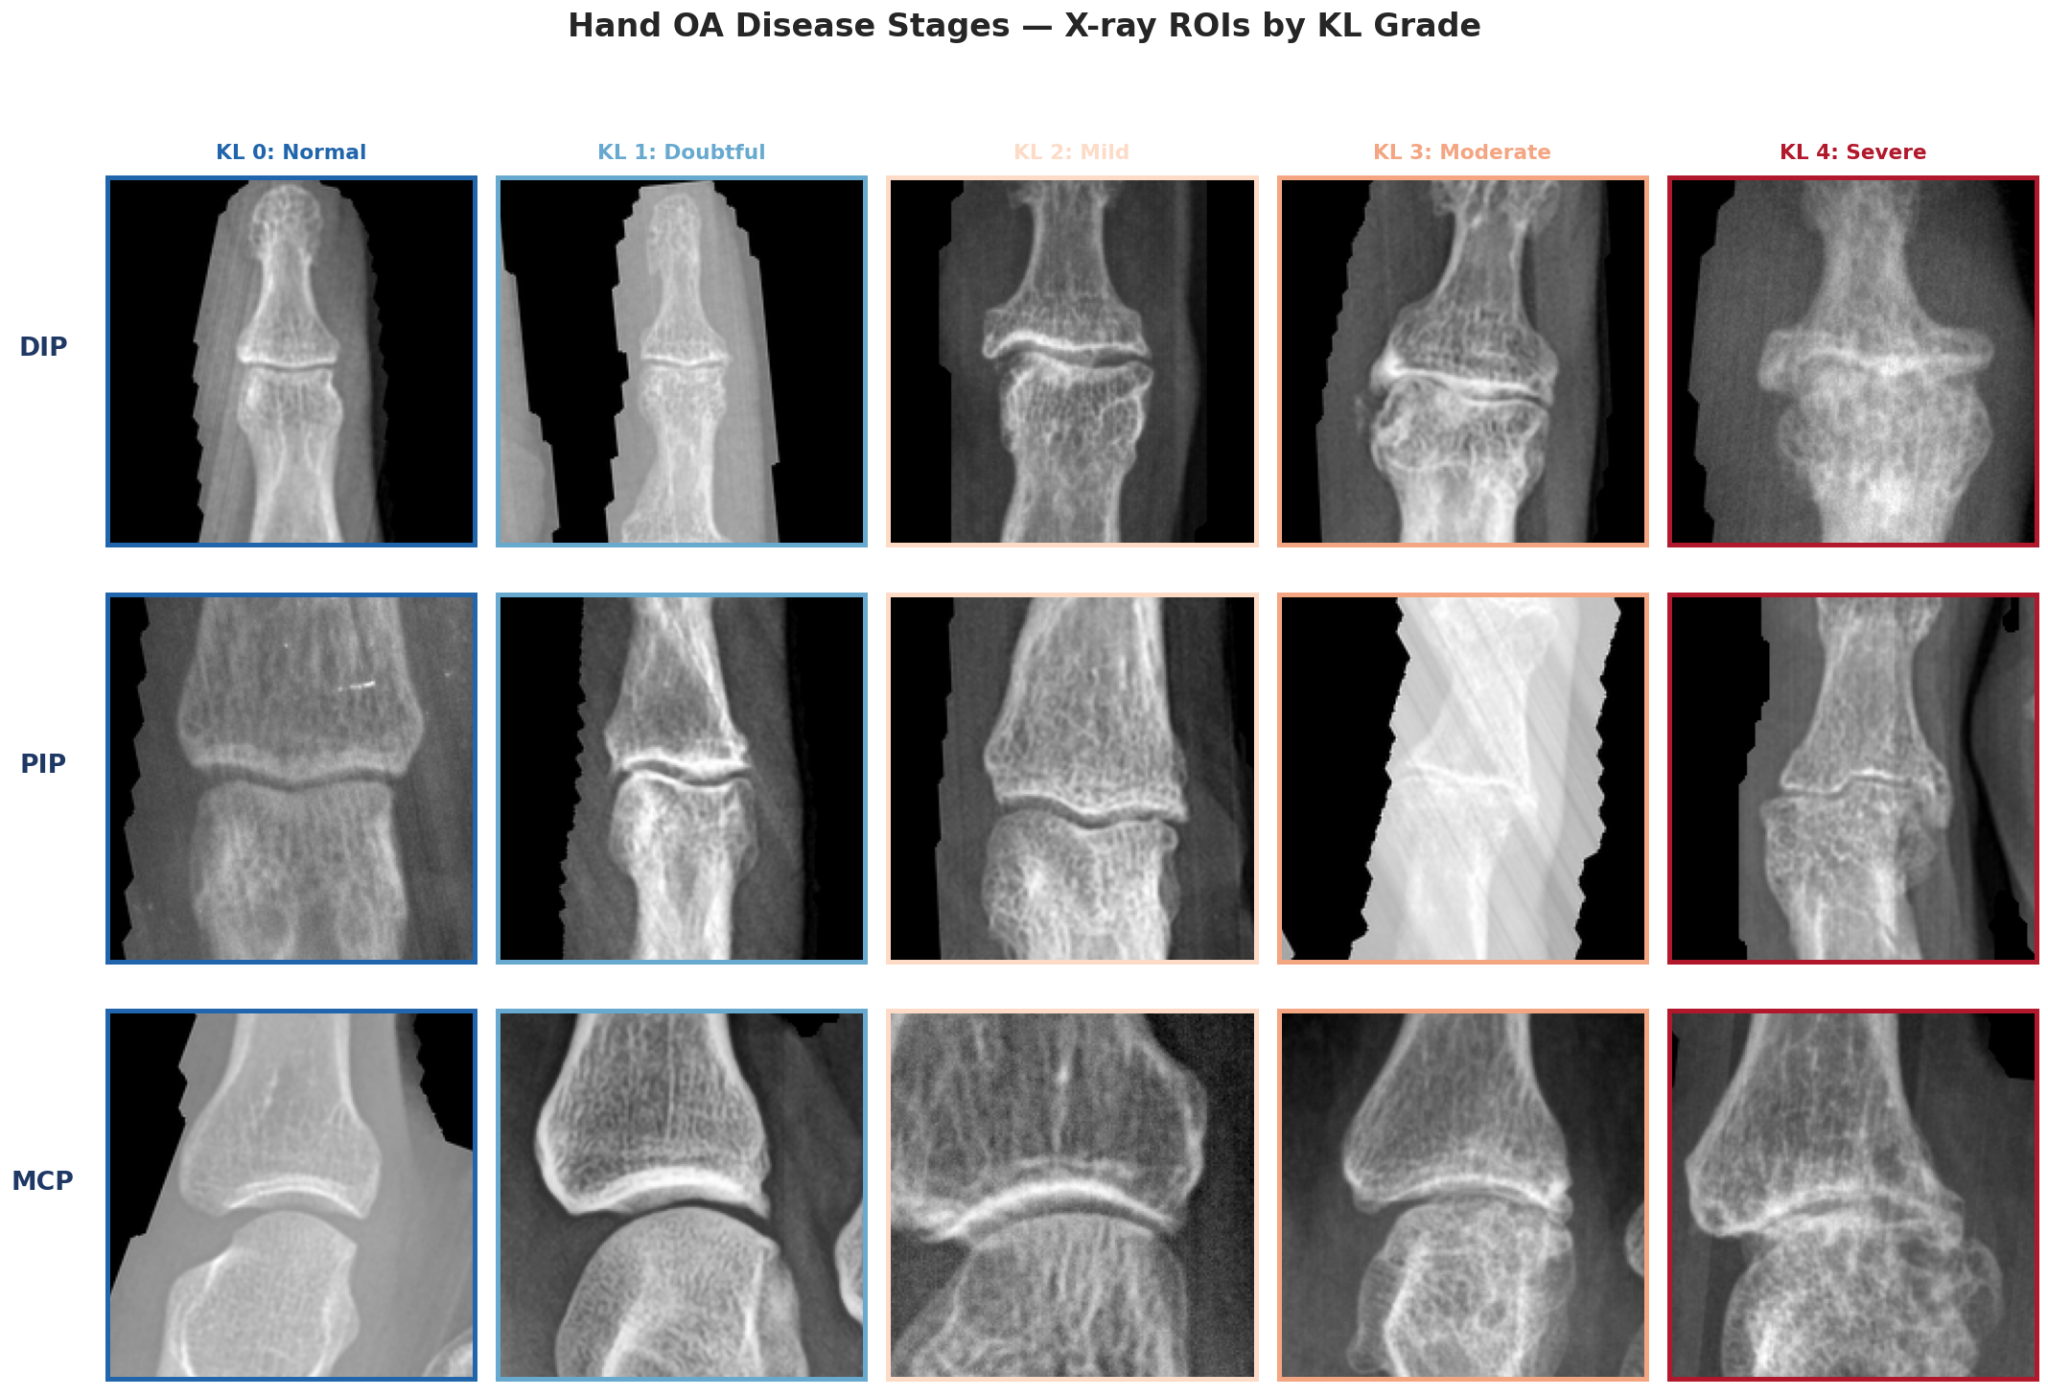 Hand OA Disease Stages — X-ray ROIs by KL Grade
KL 0: Normal
KL 1: Doubtful
KL 2: Mild
KL 3: Moderate
KL 4: Severe
DIP
PIP
MCP